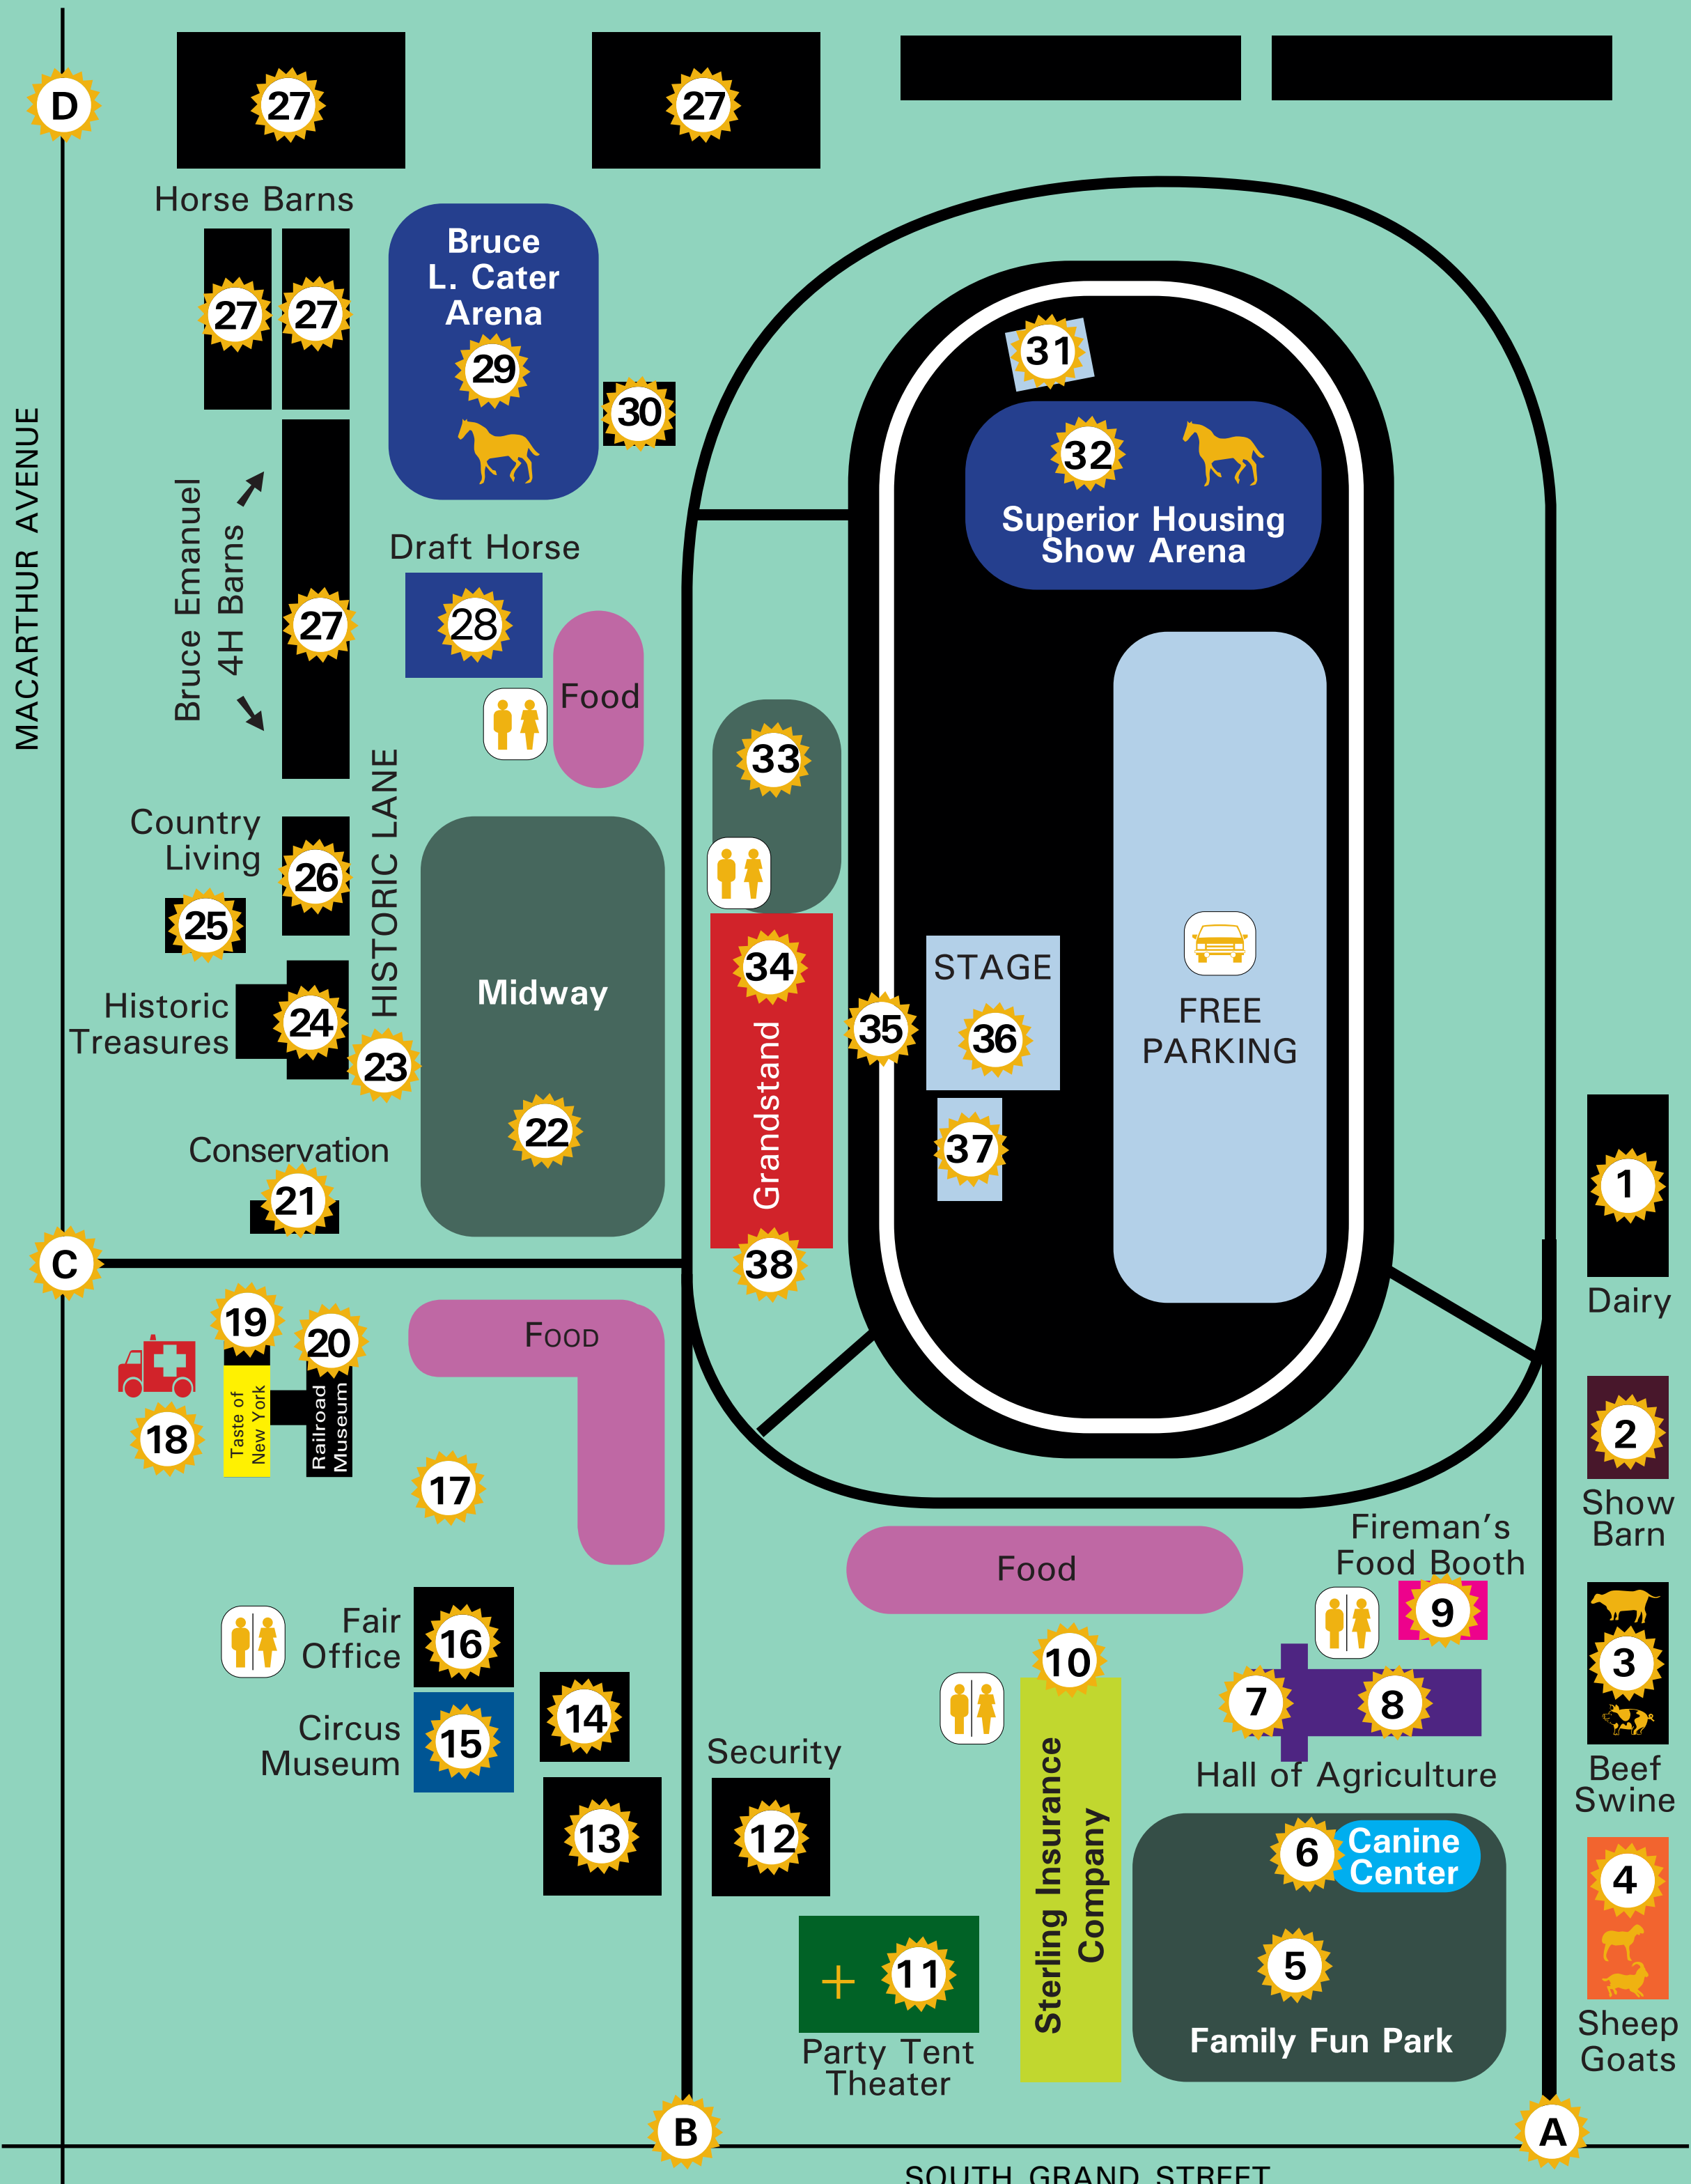 D
27
27
Horse Barns
27
27
Bruce
L. Cater
Arena
29
30
31
32
Superior Housing
Show Arena
MACARTHUR AVENUE
Bruce Emanuel
4H Barns
27
Draft Horse
28
Food
33
Country
Living
26
25
HISTORIC LANE
Historic
Treasures
24
23
Midway
22
34
Grandstand
38
35
STAGE
36
37
FREE
PARKING
Conservation
21
C
1
Dairy
19
20
Taste of
New York
Railroad
Museum
18
FOOD
17
2
Show
Barn
Fireman's
Food Booth
9
Food
Fair
Office
16
Circus
Museum
15
14
13
Security
12
10
Sterling Insurance
Company
7
8
Hall of Agriculture
3
Beef
Swine
6
Canine
Center
5
Family Fun Park
4
Sheep
Goats
11
Party Tent
Theater
B
A
SOUTH GRAND STREET